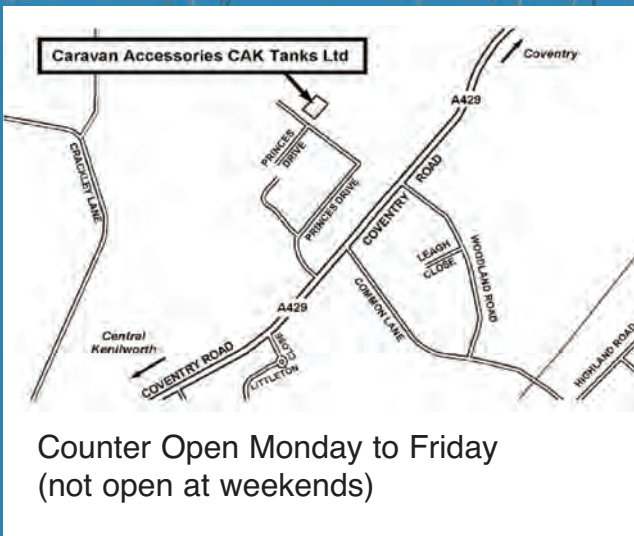 Caravan Accessories CAK Tanks Ltd
Coventry
A429
PRINCES
DRIVE
CRACKLEY LANE
COVENTRY ROAD
PRINCES DRIVE
LEAGH
CLOSE
WOODLAND ROAD
A429
COMMON LANE
Central
Kenilworth
COVENTRY ROAD
LITTLETON CLOSE
HIGHLAND ROAD
Counter Open Monday to Friday
(not open at weekends)